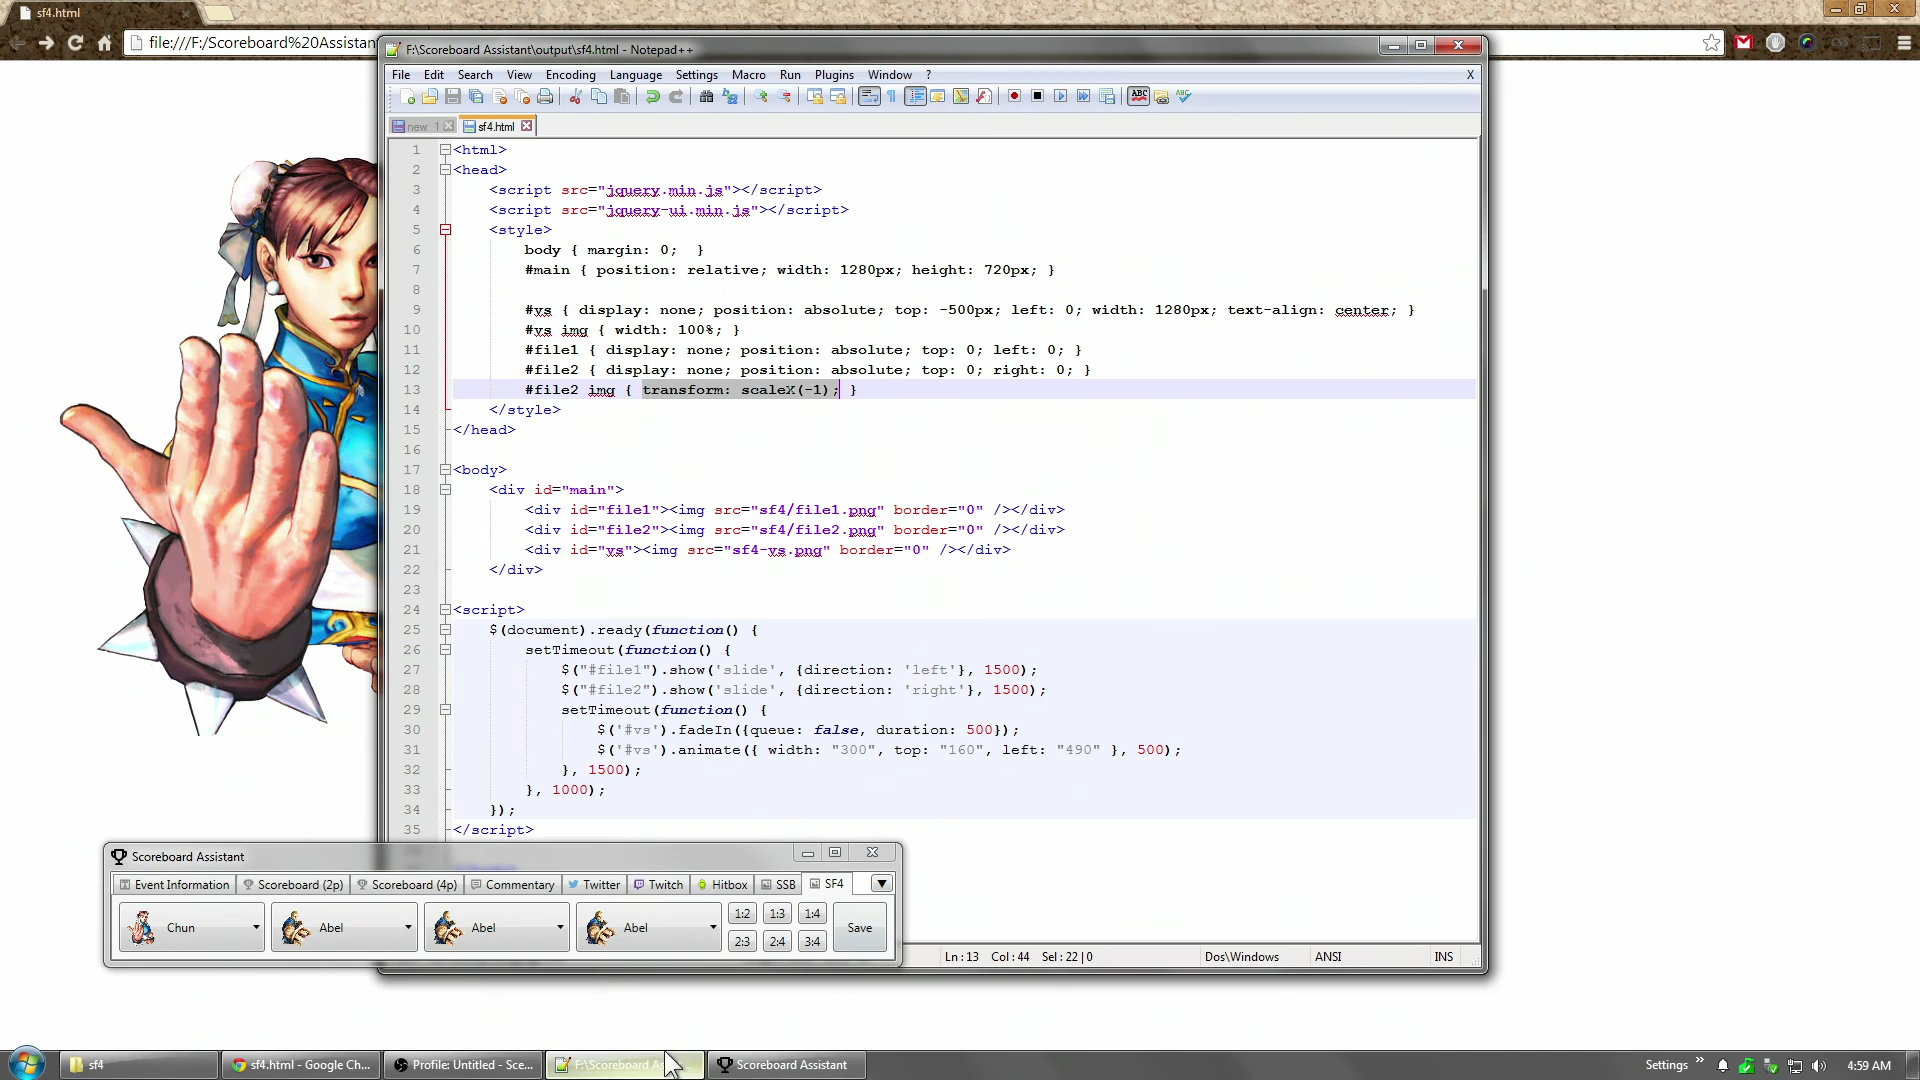 sf4.html
file:///F:/Scoreboard%20Assistan
F:\Scoreboard Assistant\output\sf4.html - Notepad++
File Edit Search View Encoding Language Settings Macro Run Plugins Window ? X
new 1 sf4.html
1 <html>
2 <head>
3 <script src="jquery.min.js"></script>
4 <script src="jquery-ui.min.js"></script>
5 <style>
6 body { margin: 0;  }
7 #main { position: relative; width: 1280px; height: 720px; }
8
9 #vs { display: none; position: absolute; top: -500px; left: 0; width: 1280px; text-align: center; }
10 #vs img { width: 100%; }
11 #file1 { display: none; position: absolute; top: 0; left: 0; }
12 #file2 { display: none; position: absolute; top: 0; right: 0; }
13 #file2 img { transform: scaleX(-1); }
14 </style>
15 </head>
16
17 <body>
18 <div id="main">
19 <div id="file1"><img src="sf4/file1.png" border="0" /></div>
20 <div id="file2"><img src="sf4/file2.png" border="0" /></div>
21 <div id="vs"><img src="sf4-vs.png" border="0" /></div>
22 </div>
23
24 <script>
25 $(document).ready(function() {
26 setTimeout(function() {
27 $("#file1").show('slide', {direction: 'left'}, 1500);
28 $("#file2").show('slide', {direction: 'right'}, 1500);
29 setTimeout(function() {
30 $('#vs').fadeIn({queue: false, duration: 500});
31 $('#vs').animate({ width: "300", top: "160", left: "490" }, 500);
32 }, 1500);
33 }, 1000);
34 });
35 </script>
Scoreboard Assistant
Event Information Scoreboard (2p) Scoreboard (4p) Commentary Twitter Twitch Hitbox SSB SF4
Chun Abel Abel Abel 1:2 1:3 1:4 Save
2:3 2:4 3:4
Ln:13 Col:44 Sel:22|0 Dos\Windows ANSI INS
sf4 sf4.html - Google Ch... Profile: Untitled - Sce... F:\Scoreboard As Scoreboard Assistant Settings 4:59 AM